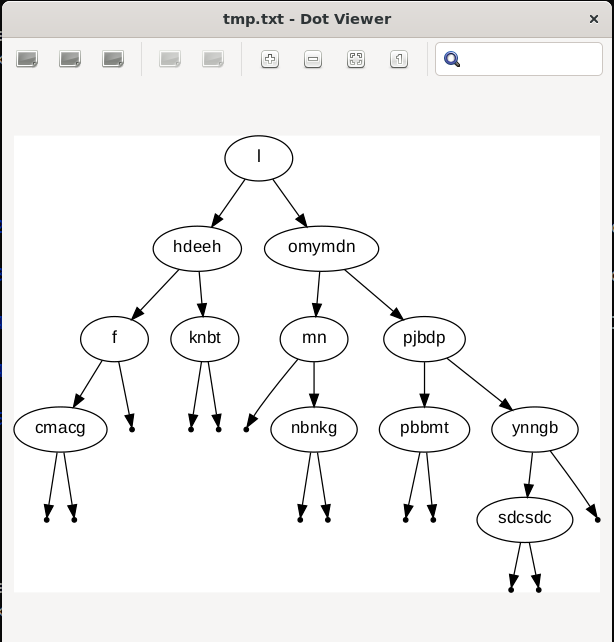 tmp.txt - Dot Viewer
l
hdeeh omymdn
f knbt mn pjbdp
cmacg nbnkg pbbmt ynngb
sdcsdc